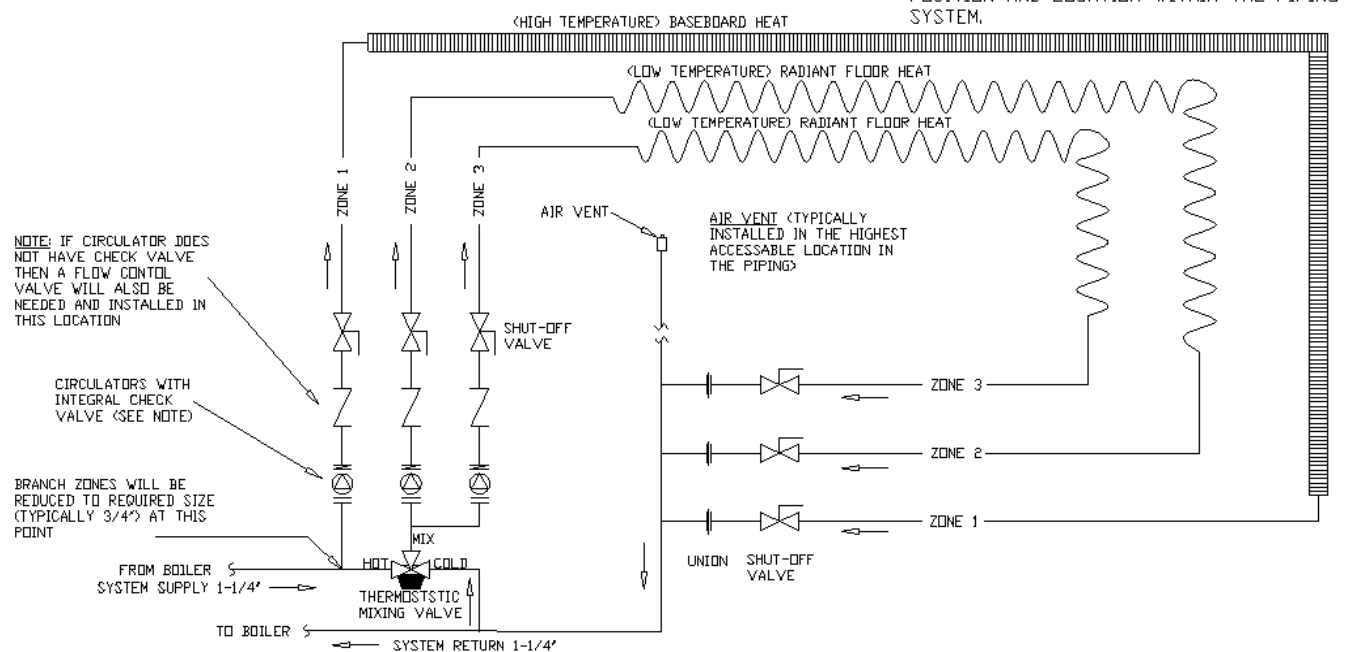 POSITION AND LOCATION WITHIN THE PIPING
SYSTEM.
(HIGH TEMPERATURE) BASEBOARD HEAT
(LOW TEMPERATURE) RADIANT FLOOR HEAT
(LOW TEMPERATURE) RADIANT FLOOR HEAT
ZONE 1
ZONE 2
ZONE 3
AIR VENT
AIR VENT (TYPICALLY
INSTALLED IN THE HIGHEST
ACCESSABLE LOCATION IN
THE PIPING)
NOTE: IF CIRCULATOR DOES
NOT HAVE CHECK VALVE
THEN A FLOW CONTOL
VALVE WILL ALSO BE
NEEDED AND INSTALLED IN
THIS LOCATION
SHUT-OFF
VALVE
CIRCULATORS WITH
INTEGRAL CHECK
VALVE (SEE NOTE)
ZONE 3
ZONE 2
ZONE 1
BRANCH ZONES WILL BE
REDUCED TO REQUIRED SIZE
(TYPICALLY 3/4") AT THIS
POINT
MIX
HOT
COLD
UNION
SHUT-OFF
VALVE
FROM BOILER
SYSTEM SUPPLY 1-1/4"
THERMOSTSTIC
MIXING VALVE
TO BOILER
SYSTEM RETURN 1-1/4"